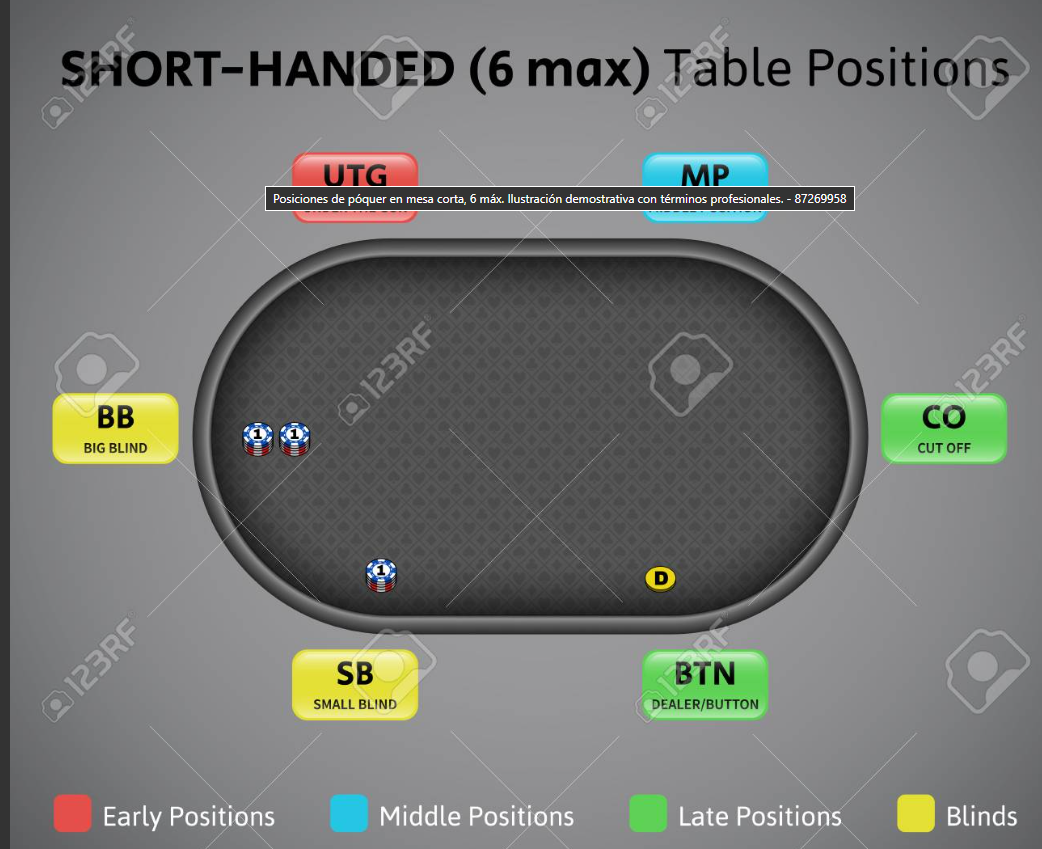 SHORT-HANDED (6 max) Table Positions
UTG
MP
Posiciones de póquer en mesa corta, 6 máx. Ilustración demostrativa con términos profesionales. - 87269958
123RF
BB
BIG BLIND
1 1
CO
CUT OFF
1
D
SB
SMALL BLIND
BTN
DEALER/BUTTON
Early Positions
Middle Positions
Late Positions
Blinds